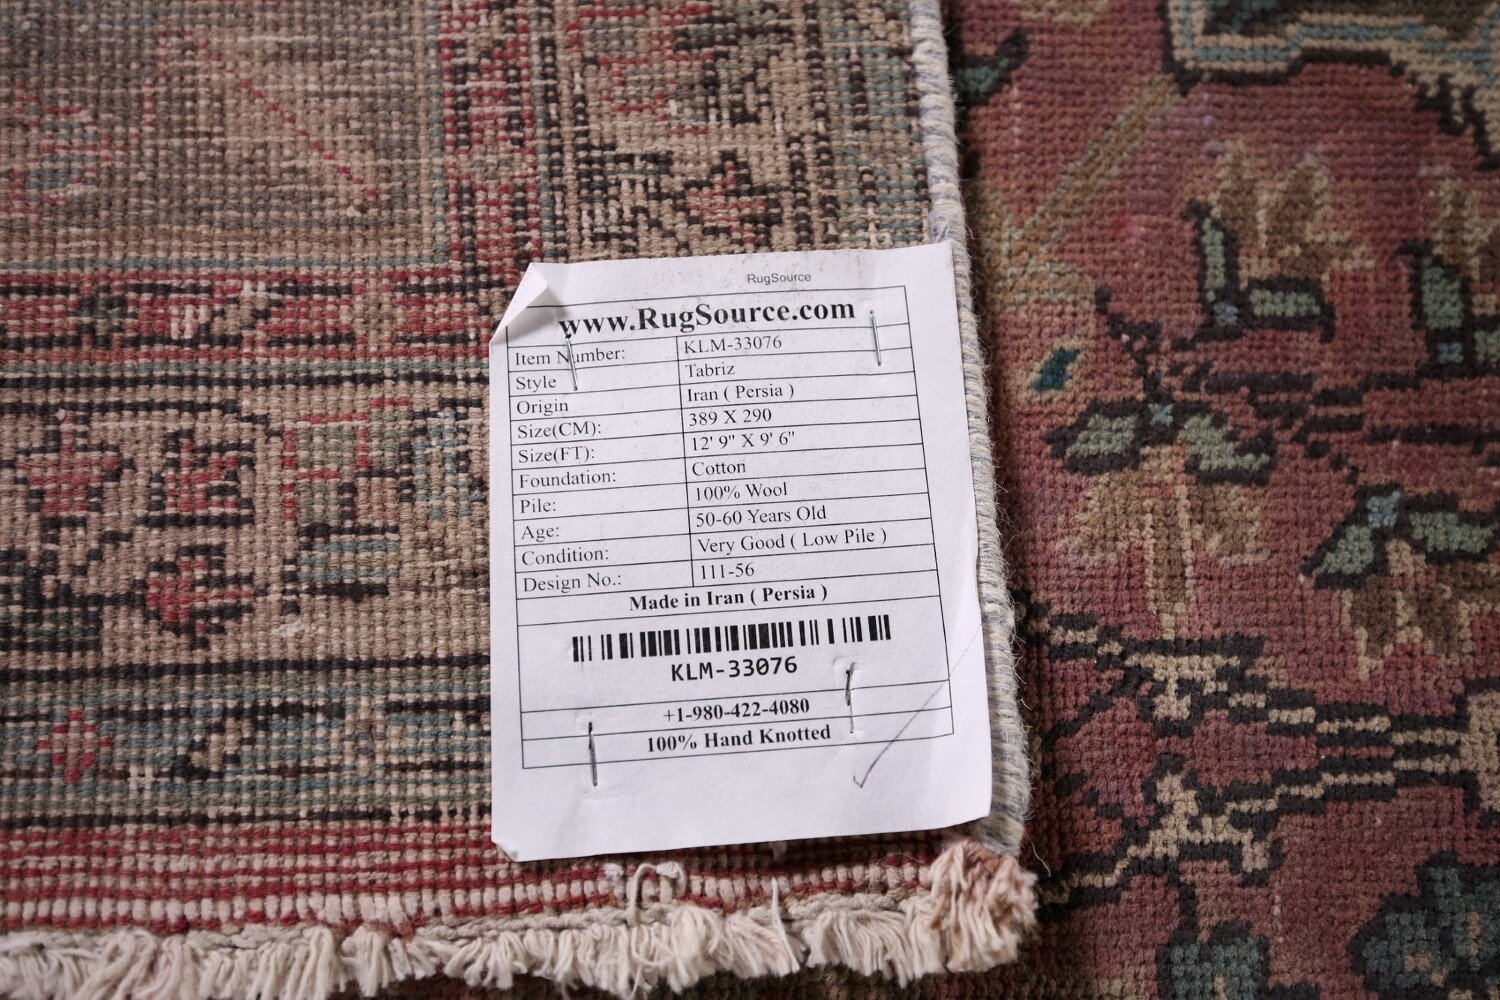 RugSource
www.RugSource.com
Item Number: KLM-33076
Style Tabriz
Origin Iran ( Persia )
Size(CM): 389 X 290
Size(FT): 12' 9" X 9' 6"
Foundation: Cotton
Pile: 100% Wool
Age: 50-60 Years Old
Condition: Very Good ( Low Pile )
Design No.: 111-56
Made in Iran ( Persia )
KLM-33076
+1-980-422-4080
100% Hand Knotted